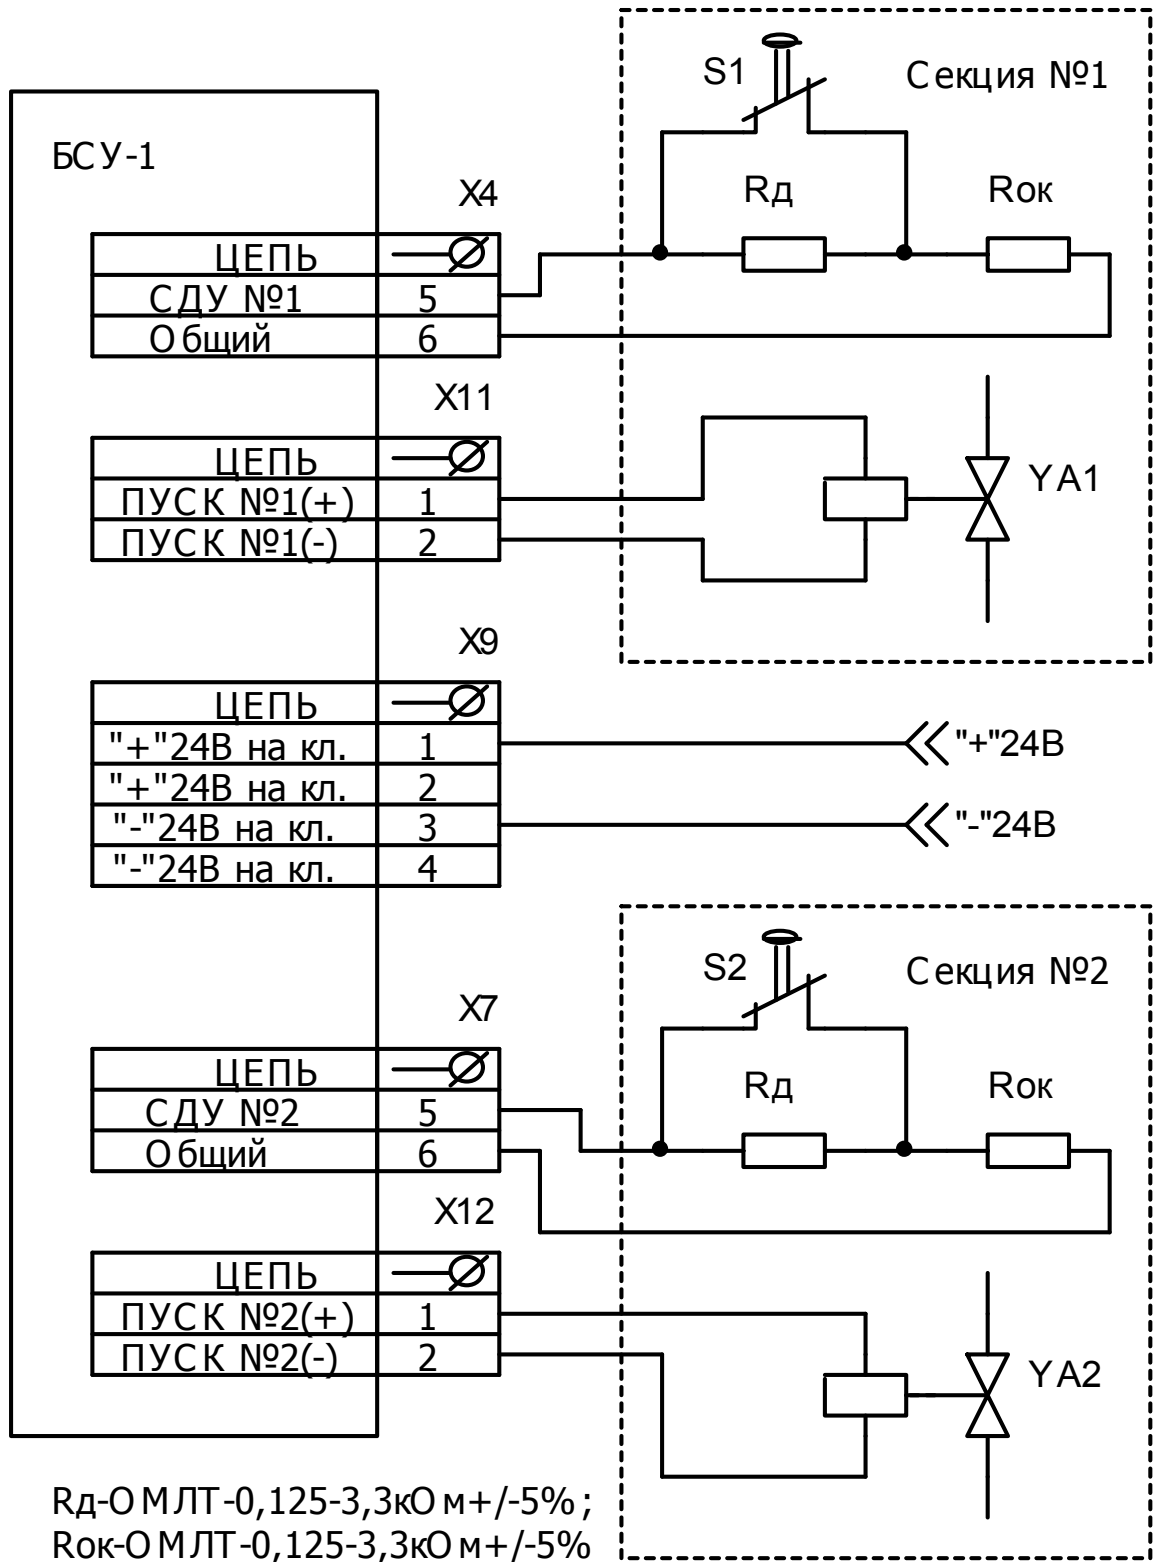 S1
Секция №1
БСУ-1
X4
Rд
Rок
ЦЕПЬ
СДУ №1 5
Общий 6
X11
ЦЕПЬ
ПУСК №1(+) 1
ПУСК №1(-) 2
YA1
X9
ЦЕПЬ
"+"24В на кл. 1
"+"24В на кл. 2
"-"24В на кл. 3
"-"24В на кл. 4
"+"24В
"-"24В
S2
Секция №2
X7
Rд
Rок
ЦЕПЬ
СДУ №2 5
Общий 6
X12
ЦЕПЬ
ПУСК №2(+) 1
ПУСК №2(-) 2
YA2
Rд-ОМЛТ-0,125-3,3кОм+/-5%;
Rок-ОМЛТ-0,125-3,3кОм+/-5%